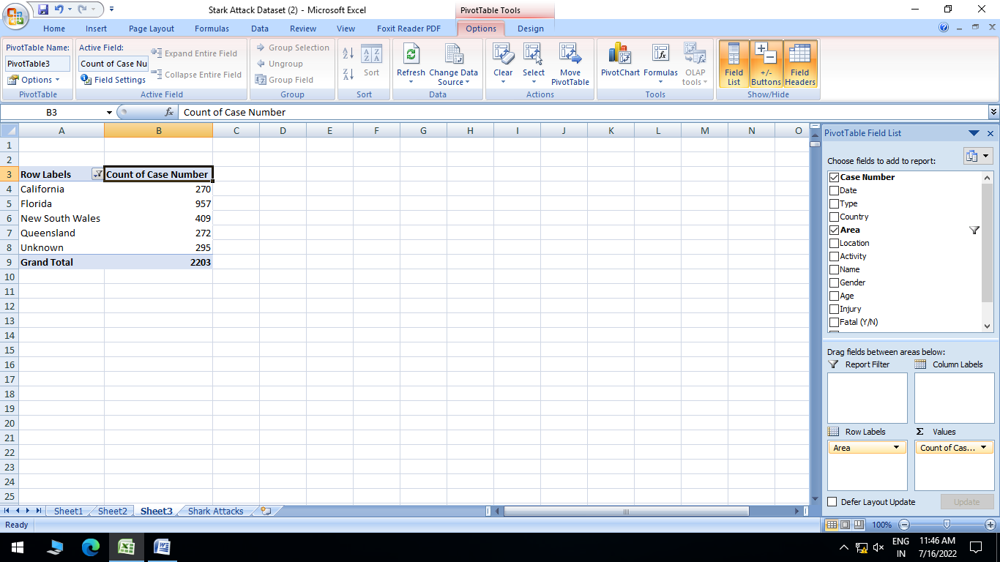 Stark Attack Dataset (2) - Microsoft Excel
PivotTable Tools
Home Insert Page Layout Formulas Data Review View Foxit Reader PDF Options Design
PivotTable Name:
PivotTable3
Options
PivotTable
Active Field:
Count of Case Nu
Field Settings
Expand Entire Field
Collapse Entire Field
Active Field
Group Selection
Ungroup
Group Field
Group
Sort
Sort
Refresh
Change Data
Source
Data
Clear
Select
Move
PivotTable
Actions
PivotChart
Formulas
OLAP
tools
Tools
Field
List
+/-
Buttons
Field
Headers
Show/Hide
B3
fx
Count of Case Number
A B C D E F G H I J K L M N O
1
2
3 Row Labels Count of Case Number
4 California 270
5 Florida 957
6 New South Wales 409
7 Queensland 272
8 Unknown 295
9 Grand Total 2203
10
11
12
13
14
15
16
17
18
19
20
21
22
23
24
25
PivotTable Field List
Choose fields to add to report:
Case Number
Date
Type
Country
Area
Location
Activity
Name
Gender
Age
Injury
Fatal (Y/N)
Drag fields between areas below:
Report Filter
Column Labels
Row Labels
Σ Values
Area
Count of Cas...
Defer Layout Update
Update
Sheet1 Sheet2 Sheet3 Shark Attacks
Ready
100%
ENG
IN
11:46 AM
7/16/2022